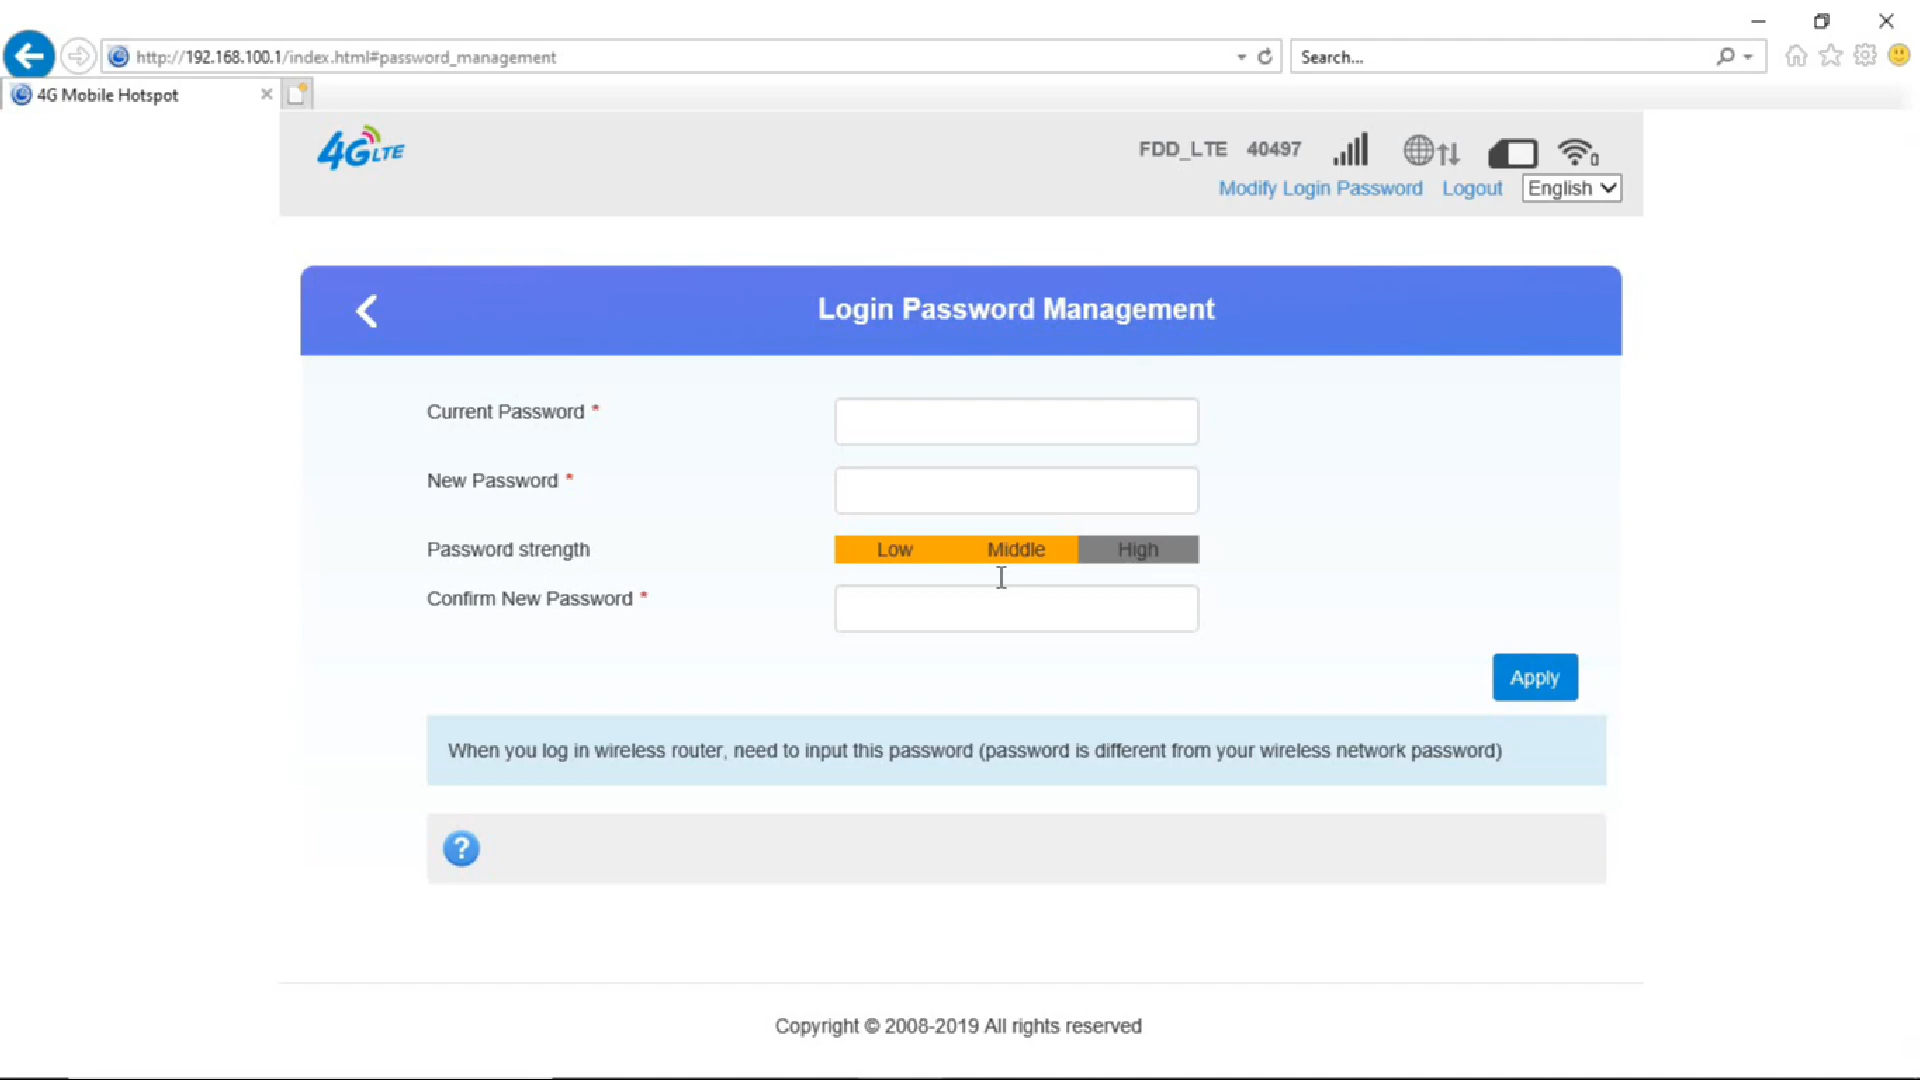 http://192.168.100.1/index.html#password_management
Search...
4G Mobile Hotspot
4G LTE
FDD_LTE 40497
0
Modify Login Password Logout English
Login Password Management
Current Password *
New Password *
Password strength Low Middle High
Confirm New Password *
Apply
When you log in wireless router, need to input this password (password is different from your wireless network password)
?
Copyright © 2008-2019 All rights reserved